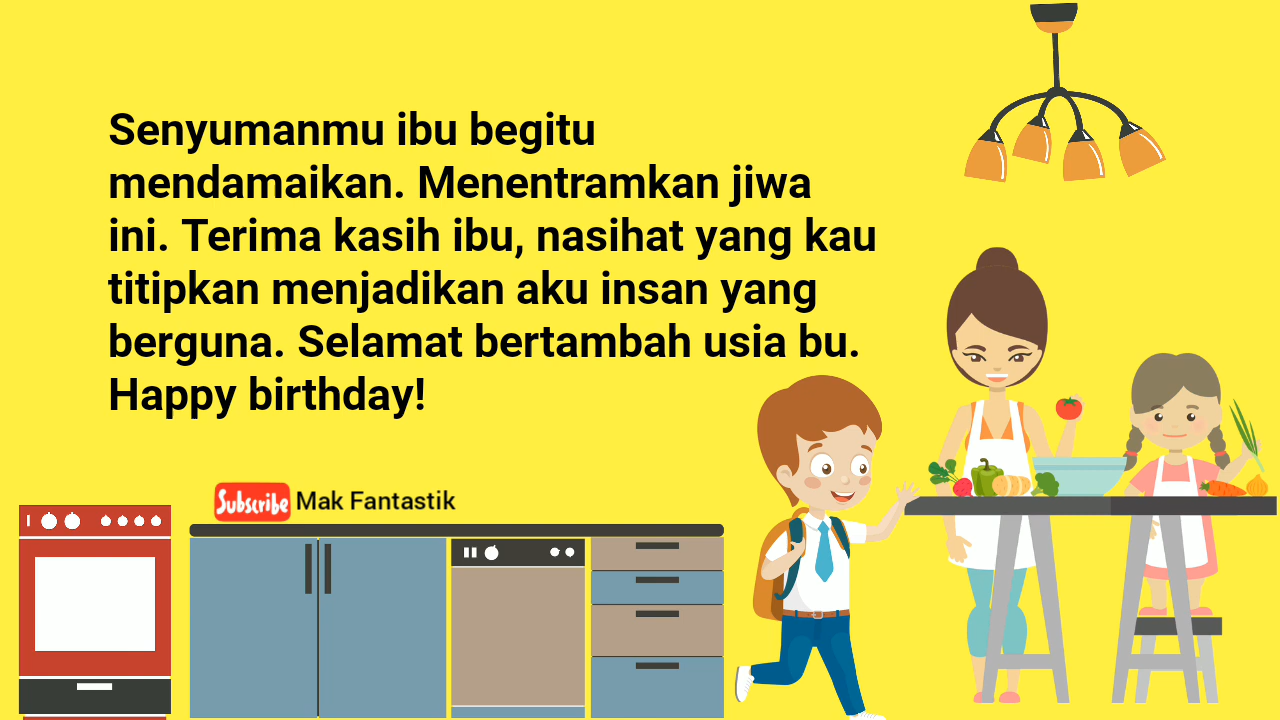 Senyumanmu ibu begitu
mendamaikan. Menentramkan jiwa
ini. Terima kasih ibu, nasihat yang kau
titipkan menjadikan aku insan yang
berguna. Selamat bertambah usia bu.
Happy birthday!
Subscribe Mak Fantastik